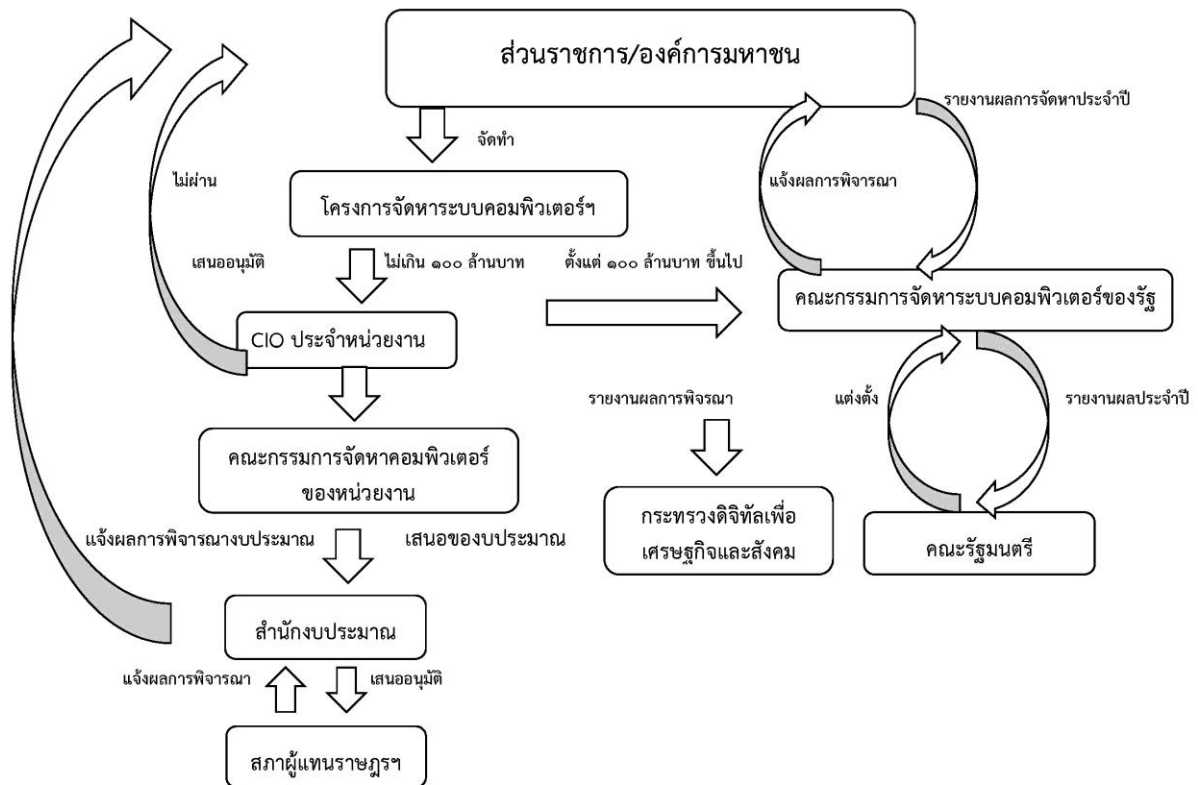 ส่วนราชการ/องค์การมหาชน
รายงานผลการจัดหาประจำปี
จัดทำ
ไม่ผ่าน
แจ้งผลการพิจารณา
โครงการจัดหาระบบคอมพิวเตอร์ฯ
เสนออนุมัติ
ไม่เกิน ๑๐๐ ล้านบาท
ตั้งแต่ ๑๐๐ ล้านบาท ขึ้นไป
คณะกรรมการจัดหาระบบคอมพิวเตอร์ของรัฐ
CIO ประจำหน่วยงาน
รายงานผลการพิจรณา
แต่งตั้ง
รายงานผลประจำปี
คณะกรรมการจัดหาคอมพิวเตอร์
ของหน่วยงาน
กระทรวงดิจิทัลเพื่อ
เศรษฐกิจและสังคม
คณะรัฐมนตรี
แจ้งผลการพิจารณางบประมาณ
เสนอของบประมาณ
สำนักงบประมาณ
แจ้งผลการพิจารณา
เสนออนุมัติ
สภาผู้แทนราษฎรฯ